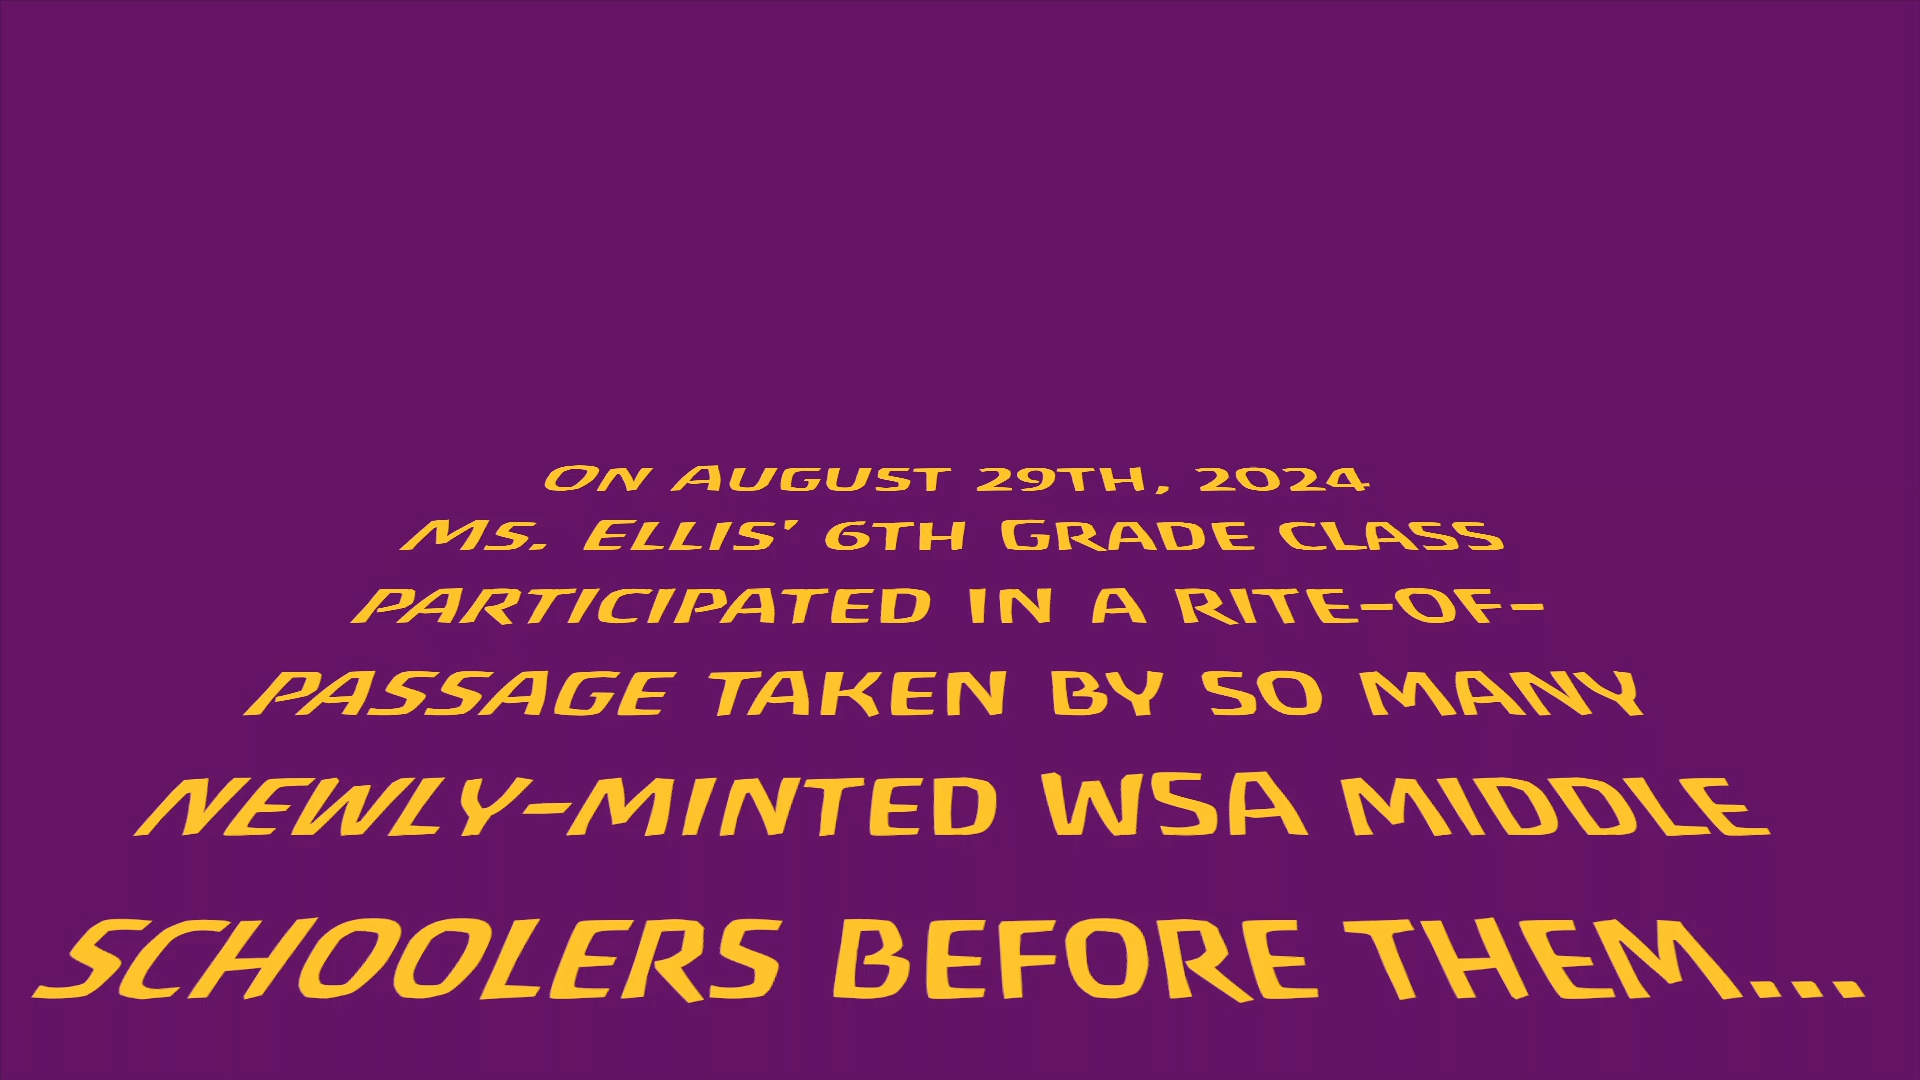 On August 29th, 2024
Ms. Ellis' 6th Grade class
participated in a rite-of-
passage taken by so many
newly-minted WSA middle
schoolers before them...